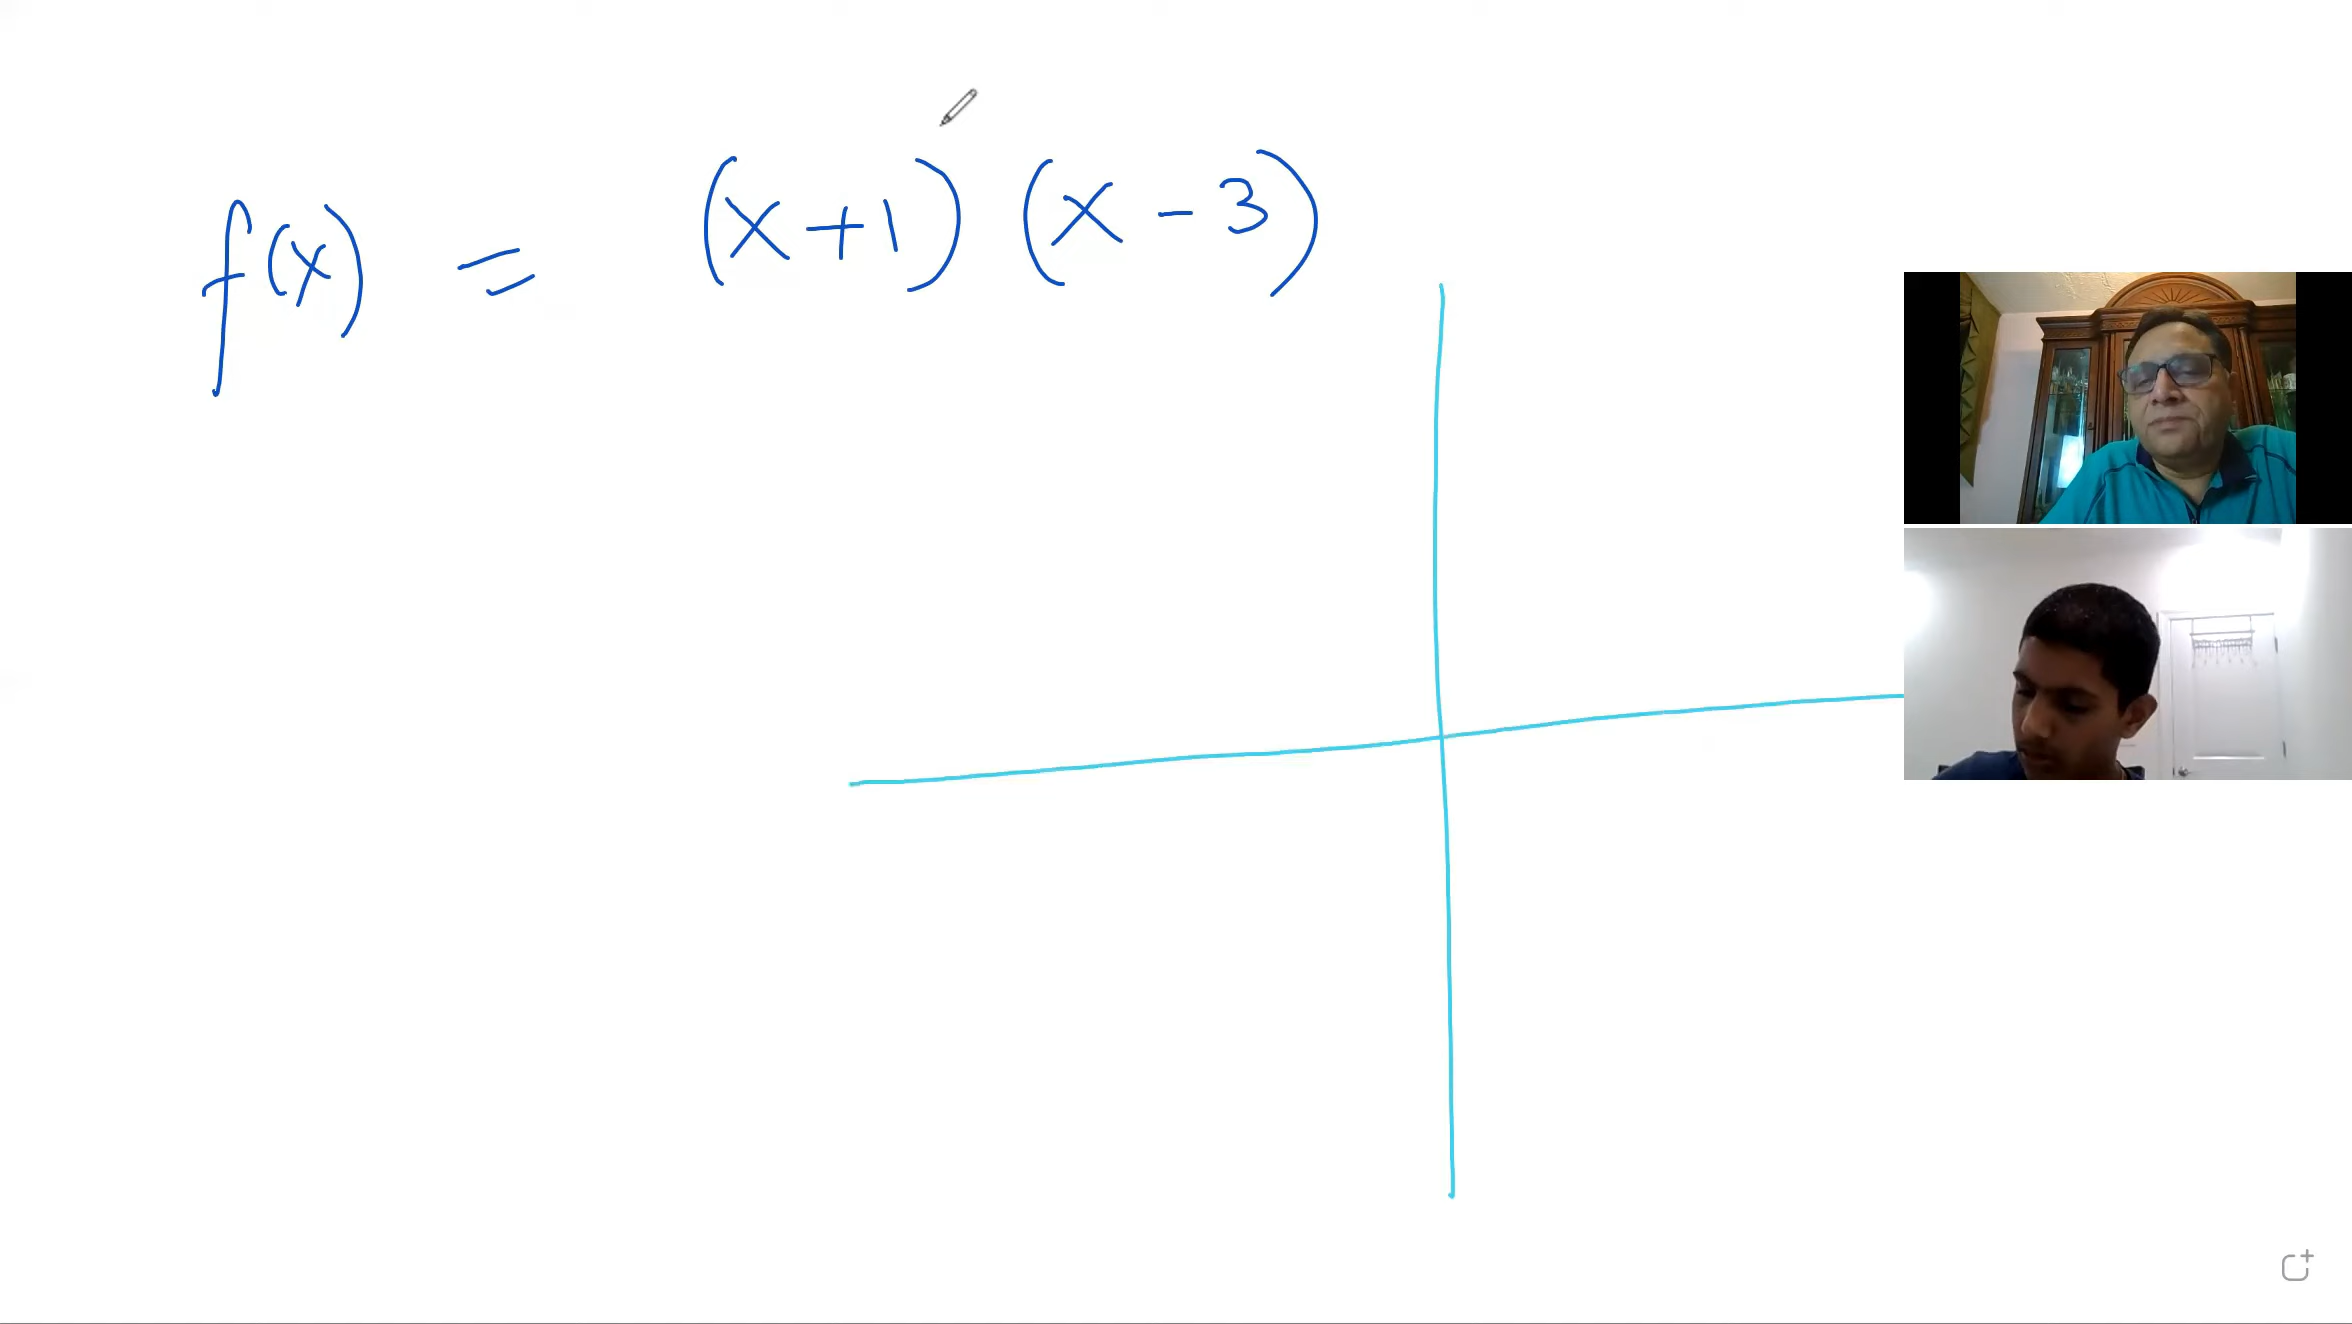 f(x) = (x+1) (x-3)